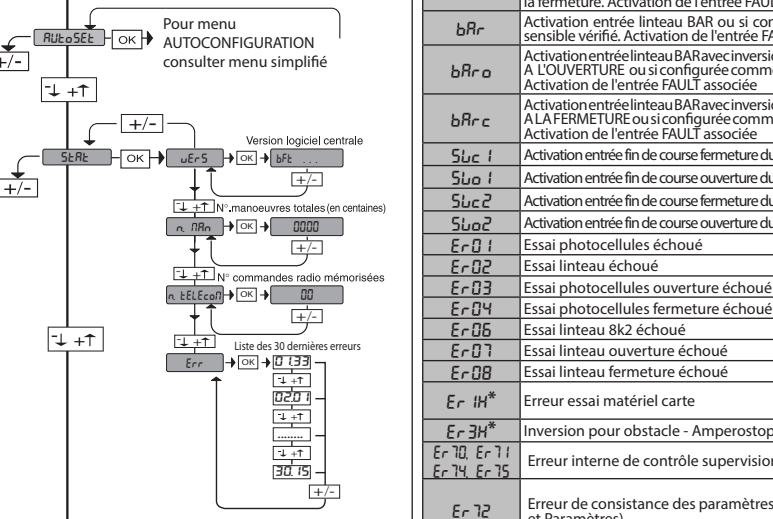 Pour menu
AUTOCONFIGURATION
consulter menu simplifié
AUtoSEt
OK
+/-
- +
+/-
Version logiciel centrale
StAt
OK
vErS
OK
bFt ...
+/-
+/-
- +
N°.manoeuvres totales (en centaines)
n. MAn
OK
0000
+/-
- +
N° commandes radio mémorisées
n. tELEcoM
OK
00
+/-
- +
- +
Liste des 30 dernières erreurs
Err
OK
01.33
- +
02.01
- +
........
- +
30.15
+/-
la fermeture. Activation de l'entrée FAUL
bAr
Activation entrée linteau BAR ou si con
sensible vérifié. Activation de l'entrée FA
bAro
Activation entrée linteau BAR avec inversio
A L'OUVERTURE ou si configurée comme
Activation de l'entrée FAULT associée
bArc
Activation entrée linteau BAR avec inversio
A LA FERMETURE ou si configurée comm
Activation de l'entrée FAULT associée
Swc1 Activation entrée fin de course fermeture du
Swo1 Activation entrée fin de course ouverture du
Swc2 Activation entrée fin de course fermeture du
Swo2 Activation entrée fin de course ouverture du
Er01 Essai photocellules échoué
Er02 Essai linteau échoué
Er03 Essai photocellules ouverture échoué
Er04 Essai photocellules fermeture échoué
Er06 Essai linteau 8k2 échoué
Er07 Essai linteau ouverture échoué
Er08 Essai linteau fermeture échoué
Er1H* Erreur essai matériel carte
Er3H* Inversion pour obstacle - Amperostop
Er70, Er71
Er74, Er75
Erreur interne de contrôle supervision
Er72
Erreur de consistance des paramètres
et Paramètres)